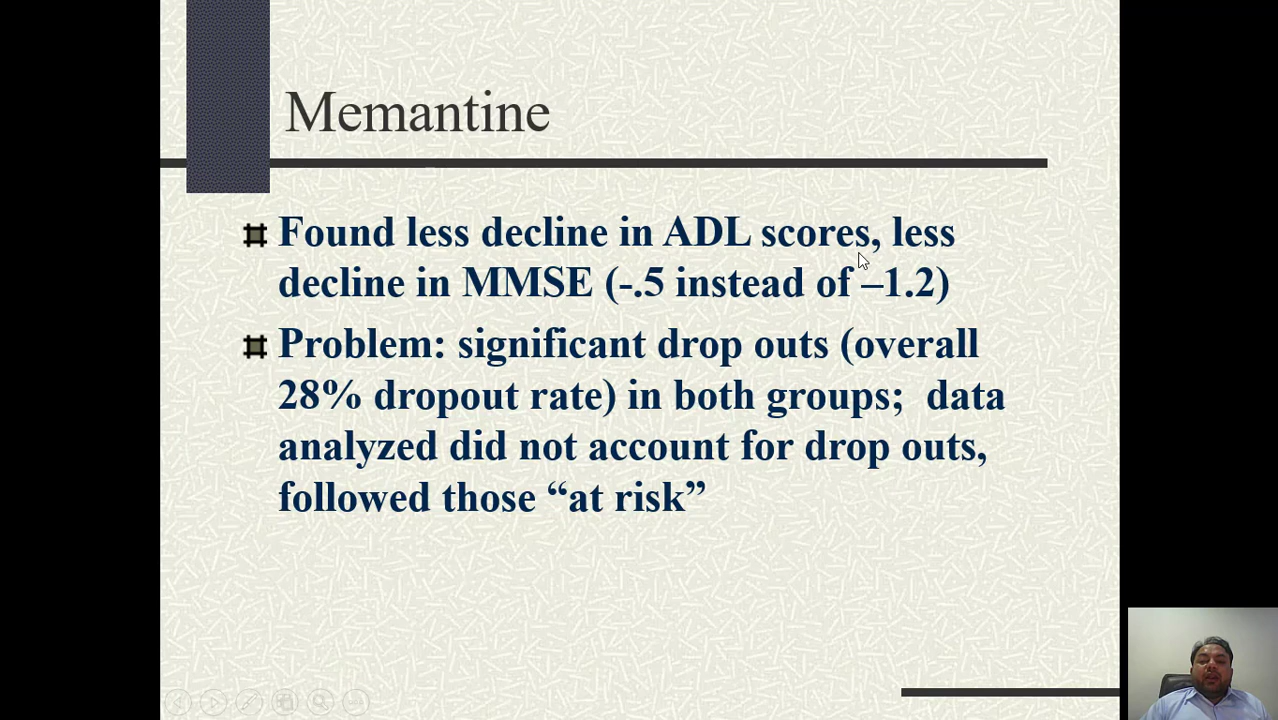 Memantine
Found less decline in ADL scores, less
decline in MMSE (-.5 instead of –1.2)
Problem: significant drop outs (overall
28% dropout rate) in both groups;  data
analyzed did not account for drop outs,
followed those “at risk”